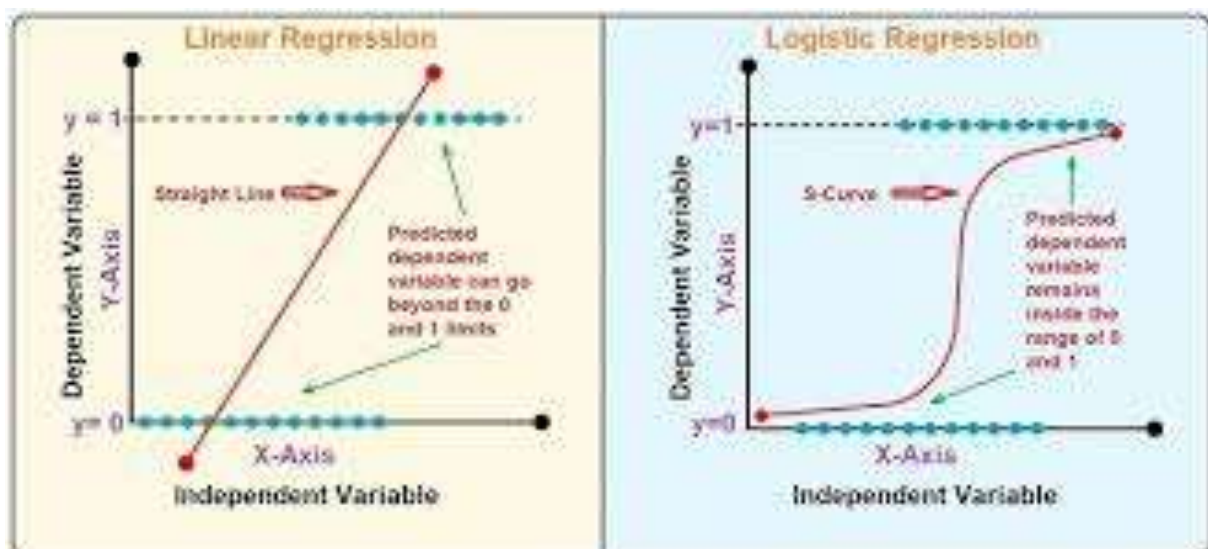 Linear Regression
y = 1
Dependent Variable
Y-Axis
Straight Line
Predicted
dependent
variable can go
beyond the 0
and 1 limits
y= 0
X-Axis
Independent Variable
Logistic Regression
y=1
Dependent Variable
Y-Axis
S-Curve
Predicted
dependent
variable
remains
inside the
range of 0
and 1
y=0
X-Axis
Independent Variable